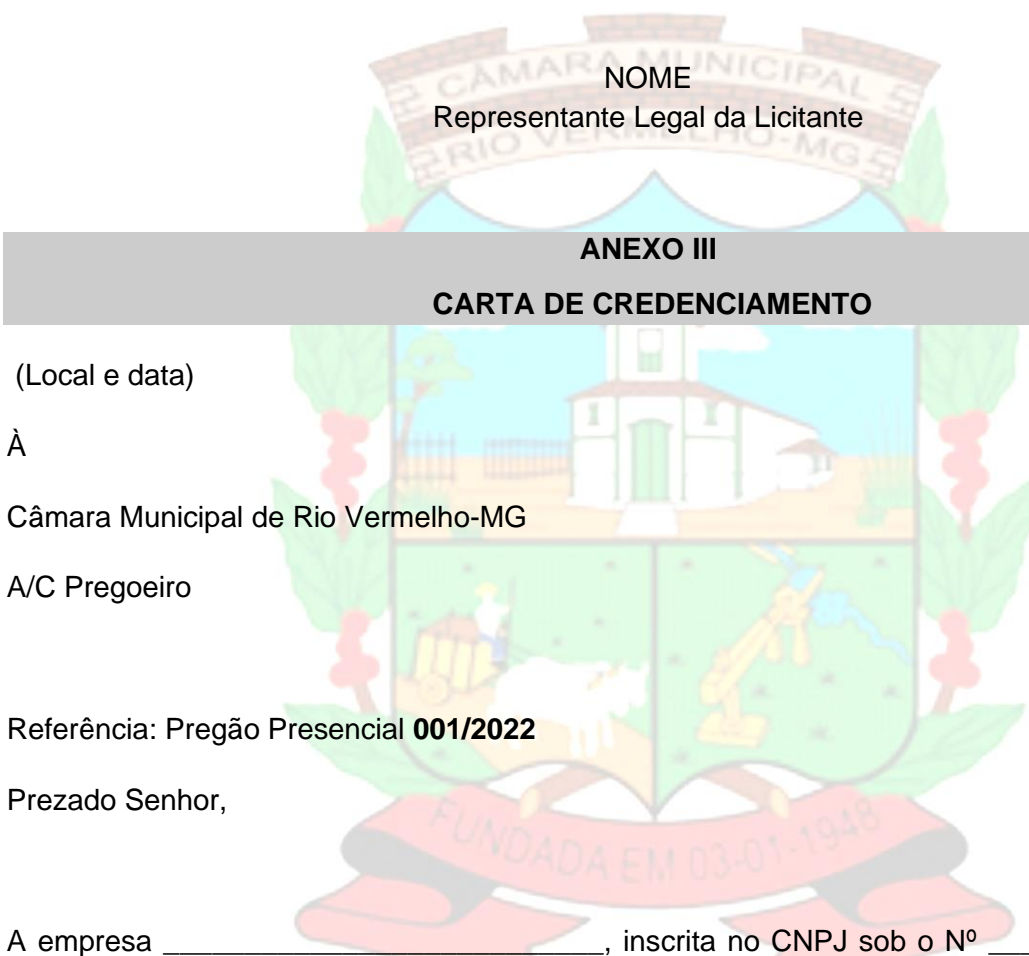 CÂMARA MUNICIPAL
NOME
Representante Legal da Licitante
RIO VERMELHO-MG
ANEXO III
CARTA DE CREDENCIAMENTO
(Local e data)
À
Câmara Municipal de Rio Vermelho-MG
A/C Pregoeiro
Referência: Pregão Presencial 001/2022
Prezado Senhor,
FUNDADA EM 03-01-1948
A empresa ____________________________, inscrita no CNPJ sob o Nº ___